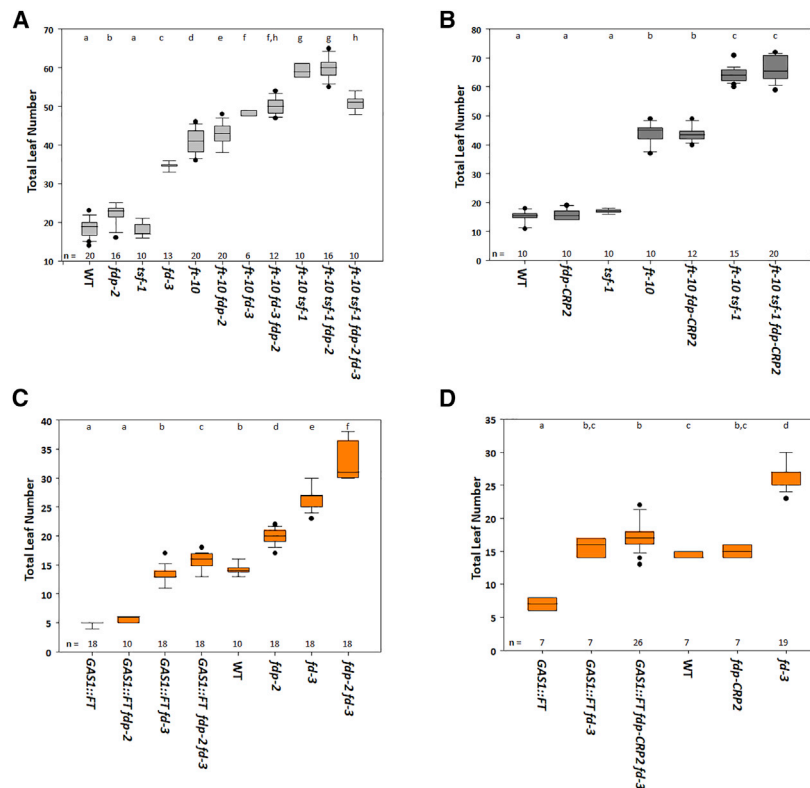 A
Total Leaf Number
70
60
50
40
30
20
10
a b a c d e f f,h g g h
n = 20 16 10 13 20 20 6 12 10 16 10
WT
fdp-2
tsf-1
fd-3
ft-10
ft-10 fdp-2
ft-10 fd-3
ft-10 fd-3 fdp-2
ft-10 tsf-1
ft-10 tsf-1 fdp-2
ft-10 tsf-1 fdp-2 fd-3
B
Total Leaf Number
80
70
60
50
40
30
20
10
0
a a a b b c c
n = 10 10 10 10 12 15 20
WT
fdp-CRP2
tsf-1
ft-10
ft-10 fdp-CRP2
ft-10 tsf-1
ft-10 tsf-1 fdp-CRP2
C
Total Leaf Number
40
35
30
25
20
15
10
5
0
a a b c b d e f
n = 18 10 18 18 10 18 18 18
GAS1::FT
GAS1::FT fdp-2
GAS1::FT fd-3
GAS1::FT fdp-2 fd-3
WT
fdp-2
fd-3
fdp-2 fd-3
D
Total Leaf Number
35
30
25
20
15
10
5
0
a b,c b c b,c d
n = 7 7 26 7 7 19
GAS1::FT
GAS1::FT fd-3
GAS1::FT fdp-CRP2 fd-3
WT
fdp-CRP2
fd-3